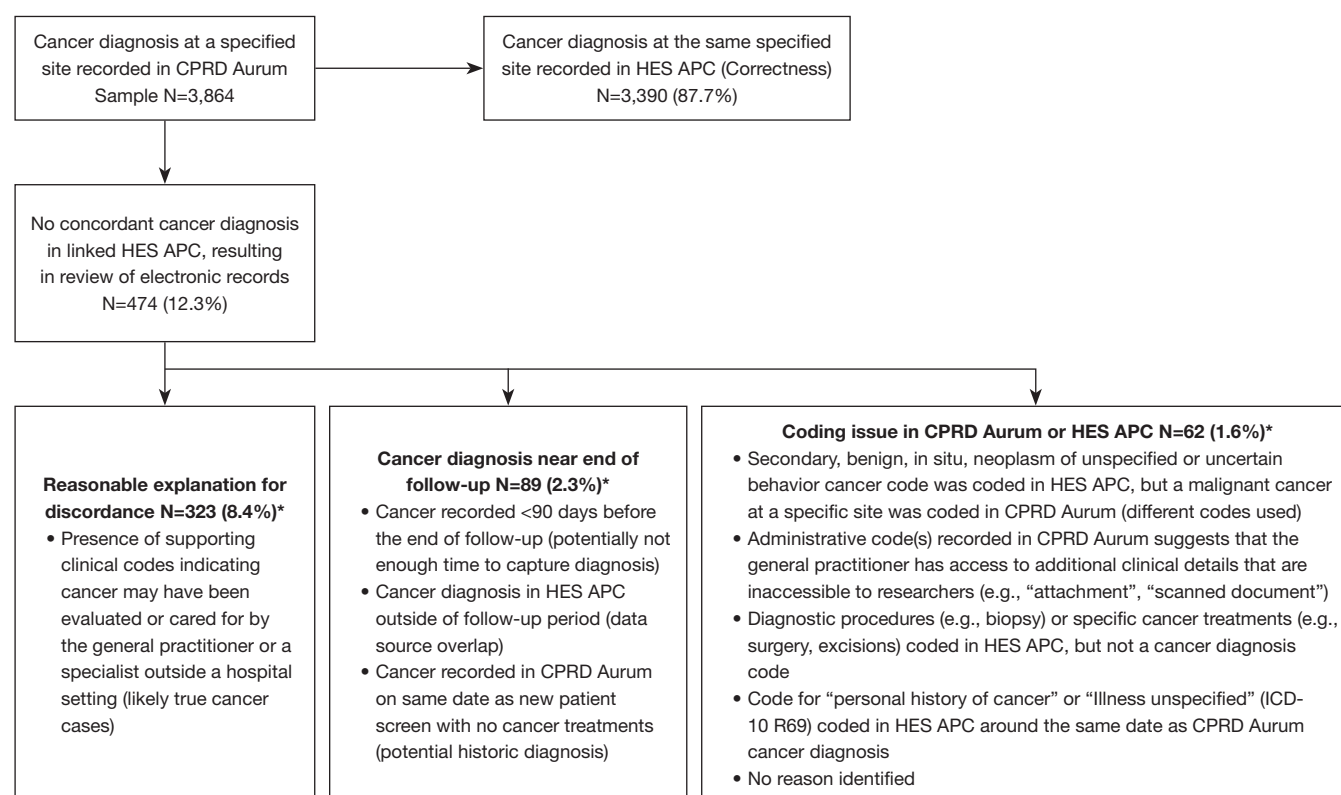 Cancer diagnosis at a specified
site recorded in CPRD Aurum
Sample N=3,864
Cancer diagnosis at the same specified
site recorded in HES APC (Correctness)
N=3,390 (87.7%)
No concordant cancer diagnosis
in linked HES APC, resulting
in review of electronic records
N=474 (12.3%)
Reasonable explanation for
discordance N=323 (8.4%)*
• Presence of supporting
clinical codes indicating
cancer may have been
evaluated or cared for by
the general practitioner or a
specialist outside a hospital
setting (likely true cancer
cases)
Cancer diagnosis near end of
follow-up N=89 (2.3%)*
• Cancer recorded <90 days before
the end of follow-up (potentially not
enough time to capture diagnosis)
• Cancer diagnosis in HES APC
outside of follow-up period (data
source overlap)
• Cancer recorded in CPRD Aurum
on same date as new patient
screen with no cancer treatments
(potential historic diagnosis)
Coding issue in CPRD Aurum or HES APC N=62 (1.6%)*
• Secondary, benign, in situ, neoplasm of unspecified or uncertain
behavior cancer code was coded in HES APC, but a malignant cancer
at a specific site was coded in CPRD Aurum (different codes used)
• Administrative code(s) recorded in CPRD Aurum suggests that the
general practitioner has access to additional clinical details that are
inaccessible to researchers (e.g., “attachment”, “scanned document”)
• Diagnostic procedures (e.g., biopsy) or specific cancer treatments (e.g.,
surgery, excisions) coded in HES APC, but not a cancer diagnosis
code
• Code for “personal history of cancer” or “Illness unspecified” (ICD-
10 R69) coded in HES APC around the same date as CPRD Aurum
cancer diagnosis
• No reason identified